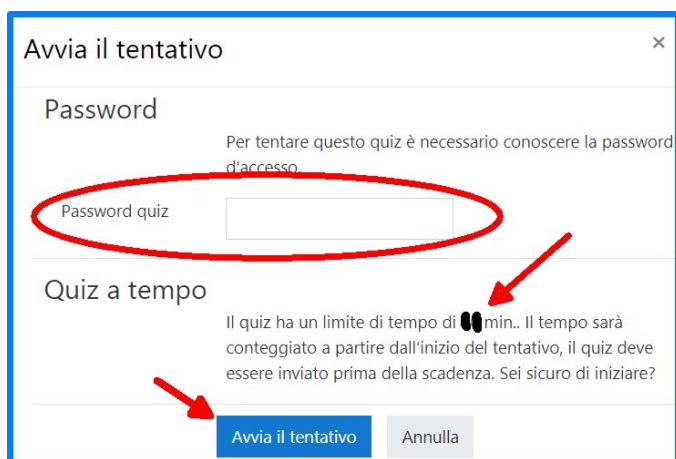 Avvia il tentativo
×
Password
Per tentare questo quiz è necessario conoscere la password
d'accesso.
Password quiz
Quiz a tempo
Il quiz ha un limite di tempo di min.. Il tempo sarà
conteggiato a partire dall'inizio del tentativo, il quiz deve
essere inviato prima della scadenza. Sei sicuro di iniziare?
Avvia il tentativo Annulla